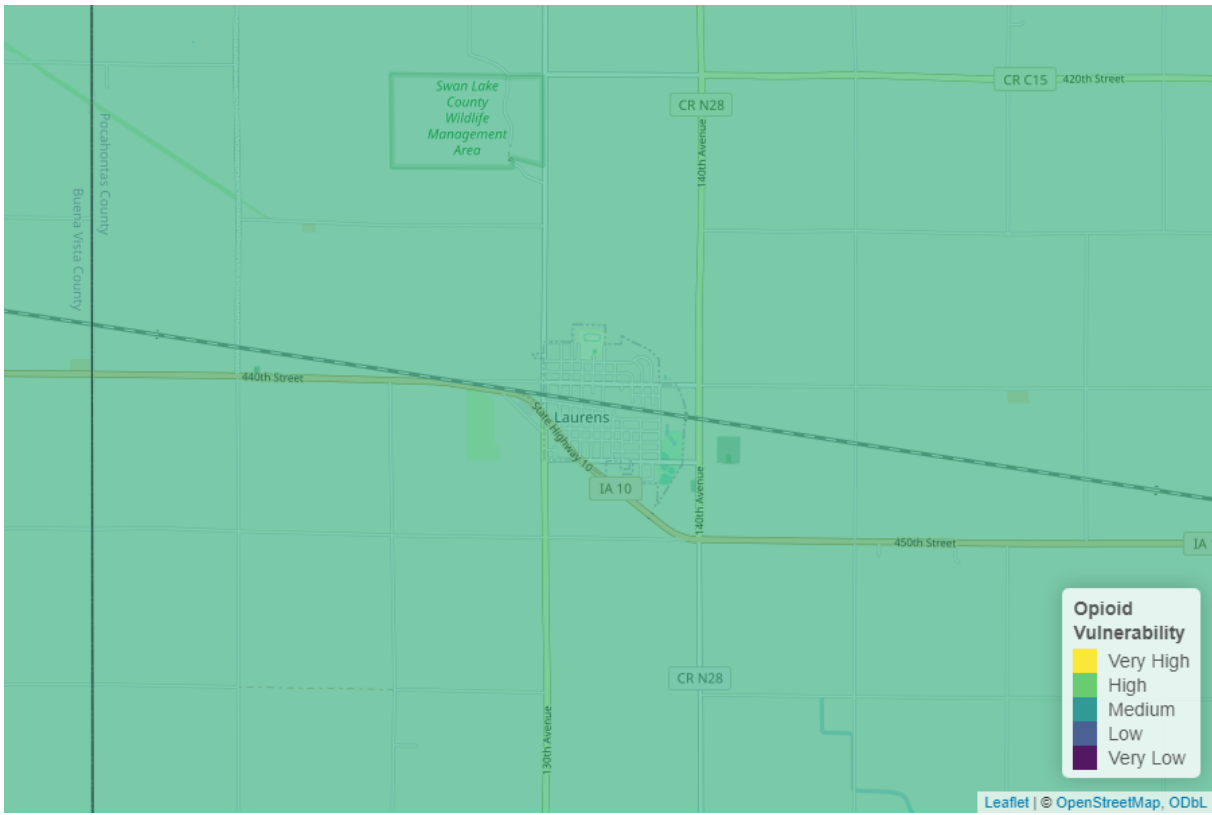 Swan Lake
County
Wildlife
Management
Area
CR C15
420th Street
CR N28
140th Avenue
Pocahontas County
Buena Vista County
440th Street
State Highway 10
Laurens
IA 10
140th Avenue
450th Street
IA
CR N28
130th Avenue
Opioid
Vulnerability
Very High
High
Medium
Low
Very Low
Leaflet | © OpenStreetMap, ODbL